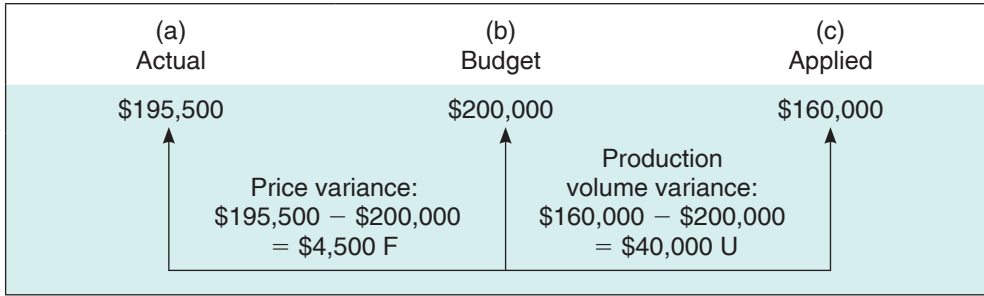 (a)
Actual
(b)
Budget
(c)
Applied
$195,500
$200,000
$160,000
Price variance:
$195,500 − $200,000
= $4,500 F
Production
volume variance:
$160,000 − $200,000
= $40,000 U